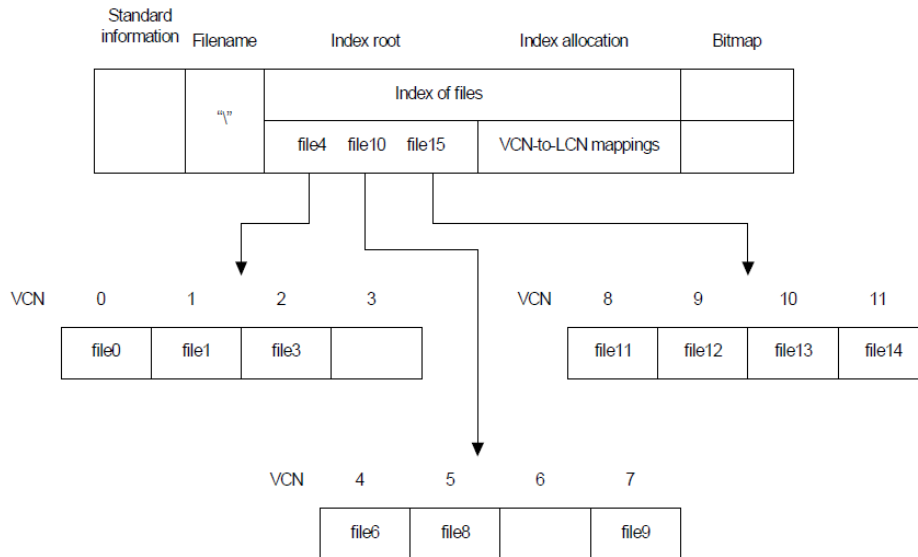 Standard
information Filename Index root Index allocation Bitmap
Index of files
"\"
file4 file10 file15 VCN-to-LCN mappings
VCN 0 1 2 3 VCN 8 9 10 11
file0 file1 file3 file11 file12 file13 file14
VCN 4 5 6 7
file6 file8 file9